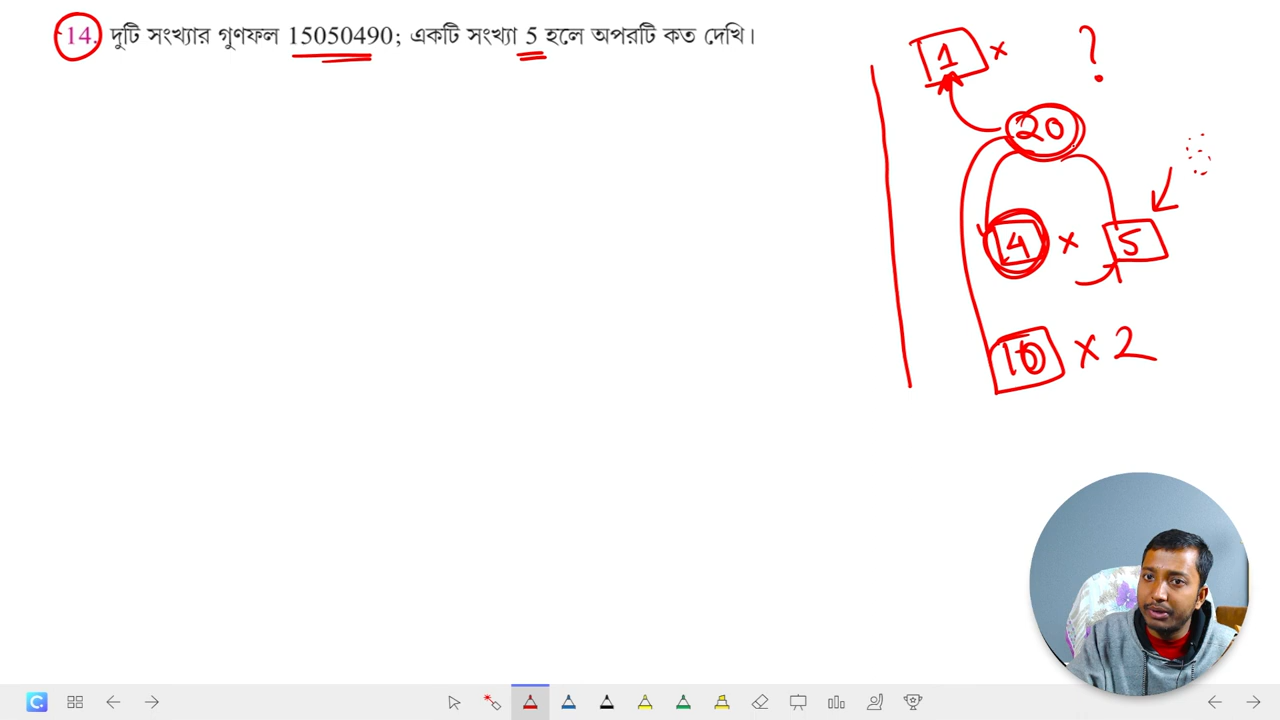 14. দুটি সংখ্যার গুণফল 15050490; একটি সংখ্যা 5 হলে অপরটি কত দেখি।
1 × ?
20
4 × 5
10 × 2
C